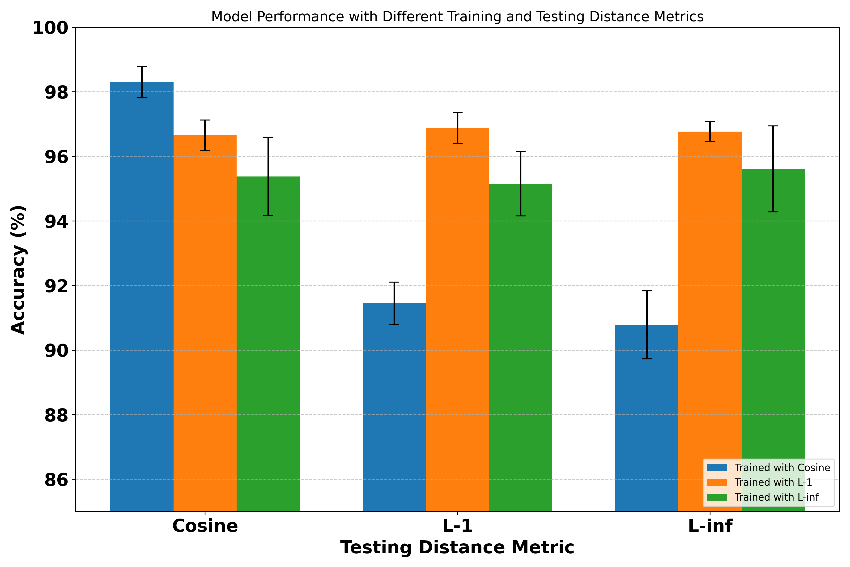 Model Performance with Different Training and Testing Distance Metrics
100
98
96
94
92
90
88
86
Accuracy (%)
Trained with Cosine
Trained with L-1
Trained with L-inf
Cosine L-1 L-inf
Testing Distance Metric